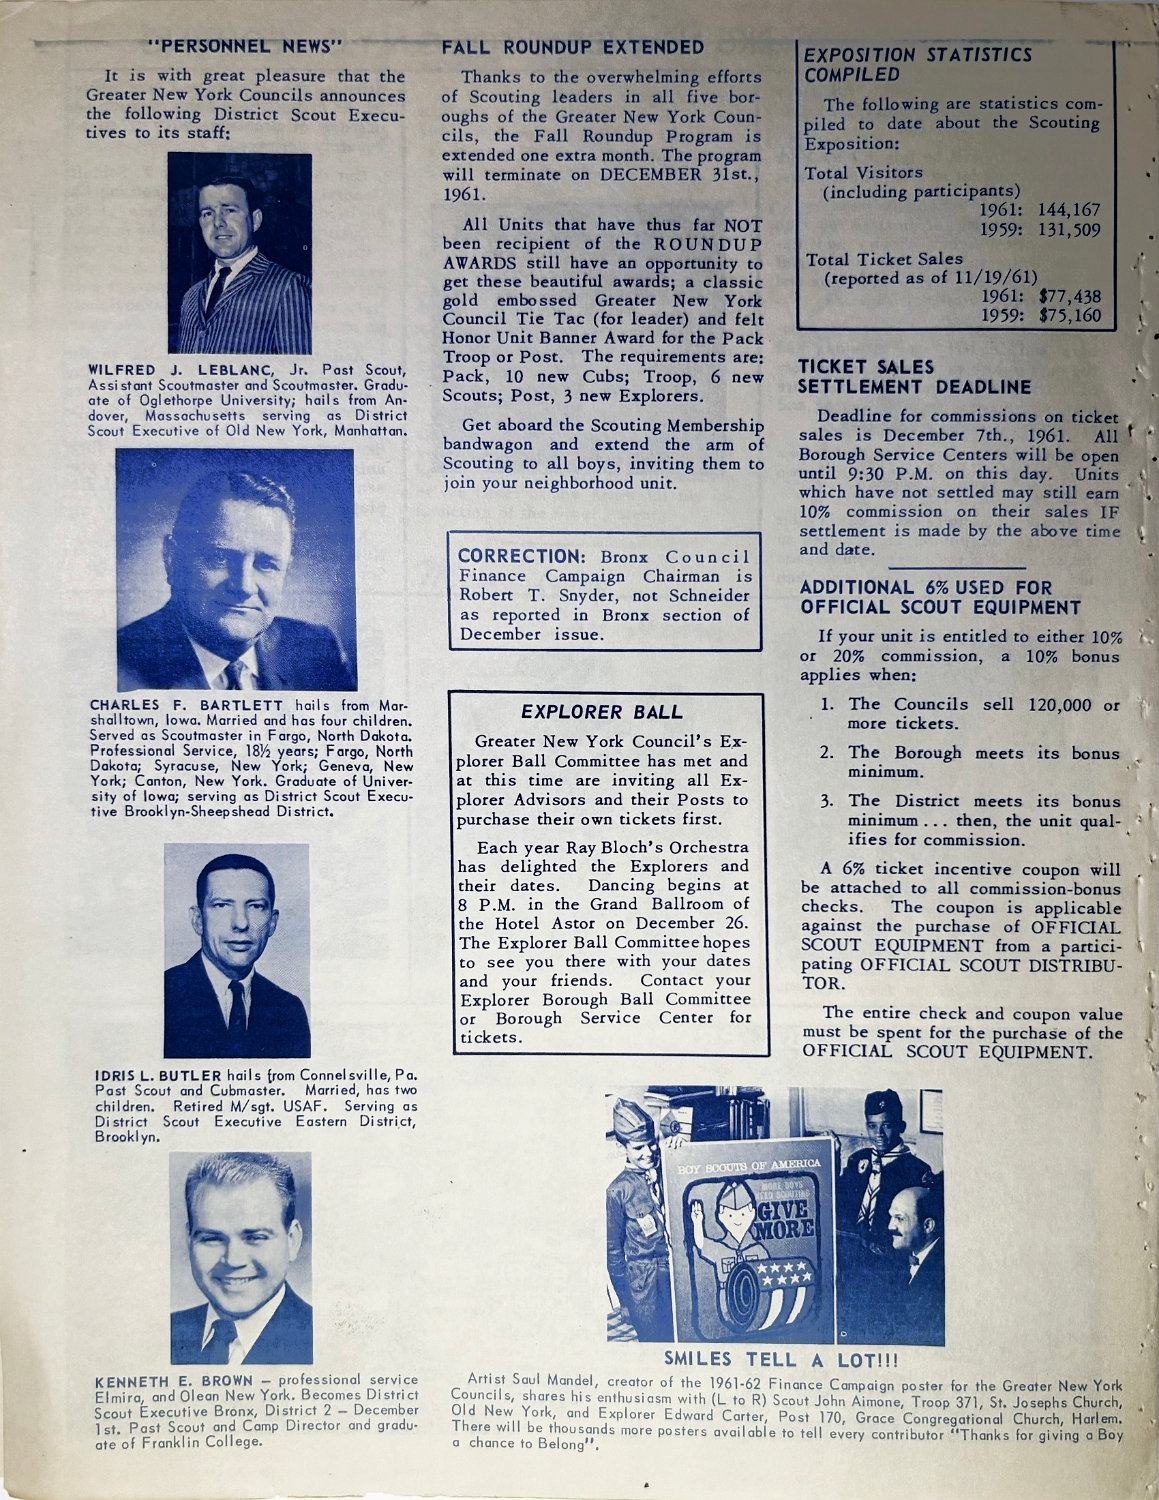 "PERSONNEL NEWS"
It is with great pleasure that the
Greater New York Councils announces
the following District Scout Execu-
tives to its staff:
WILFRED J. LEBLANC, Jr. Past Scout,
Assistant Scoutmaster and Scoutmaster. Gradu-
ate of Oglethorpe University; hails from An-
dover, Massachusetts serving as District
Scout Executive of Old New York, Manhattan.
CHARLES F. BARTLETT hails from Mar-
shalltown, Iowa. Married and has four children.
Served as Scoutmaster in Fargo, North Dakota.
Professional Service, 18½ years; Fargo, North
Dakota; Syracuse, New York; Geneva, New
York; Canton, New York. Graduate of Univer-
sity of Iowa; serving as District Scout Execu-
tive Brooklyn-Sheepshead District.
IDRIS L. BUTLER hails from Connelsville, Pa.
Past Scout and Cubmaster. Married, has two
children. Retired M/sgt. USAF. Serving as
District Scout Executive Eastern District,
Brooklyn.
KENNETH E. BROWN — professional service
Elmira, and Olean New York. Becomes District
Scout Executive Bronx, District 2 — December
1st. Past Scout and Camp Director and gradu-
ate of Franklin College.
FALL ROUNDUP EXTENDED
Thanks to the overwhelming efforts
of Scouting leaders in all five bor-
oughs of the Greater New York Coun-
cils, the Fall Roundup Program is
extended one extra month. The program
will terminate on DECEMBER 31st.,
1961.
All Units that have thus far NOT
been recipient of the ROUNDUP
AWARDS still have an opportunity to
get these beautiful awards; a classic
gold embossed Greater New York
Council Tie Tac (for leader) and felt
Honor Unit Banner Award for the Pack
Troop or Post. The requirements are:
Pack, 10 new Cubs; Troop, 6 new
Scouts; Post, 3 new Explorers.
Get aboard the Scouting Membership
bandwagon and extend the arm of
Scouting to all boys, inviting them to
join your neighborhood unit.
CORRECTION: Bronx Council
Finance Campaign Chairman is
Robert T. Snyder, not Schneider
as reported in Bronx section of
December issue.
EXPLORER BALL
Greater New York Council's Ex-
plorer Ball Committee has met and
at this time are inviting all Ex-
plorer Advisors and their Posts to
purchase their own tickets first.
Each year Ray Bloch's Orchestra
has delighted the Explorers and
their dates. Dancing begins at
8 P.M. in the Grand Ballroom of
the Hotel Astor on December 26.
The Explorer Ball Committee hopes
to see you there with your dates
and your friends. Contact your
Explorer Borough Ball Committee
or Borough Service Center for
tickets.
EXPOSITION STATISTICS
COMPILED
The following are statistics com-
piled to date about the Scouting
Exposition:
Total Visitors
(including participants)
1961: 144,167
1959: 131,509
Total Ticket Sales
(reported as of 11/19/61)
1961: $77,438
1959: $75,160
TICKET SALES
SETTLEMENT DEADLINE
Deadline for commissions on ticket
sales is December 7th., 1961. All
Borough Service Centers will be open
until 9:30 P.M. on this day. Units
which have not settled may still earn
10% commission on their sales IF
settlement is made by the above time
and date.
ADDITIONAL 6% USED FOR
OFFICIAL SCOUT EQUIPMENT
If your unit is entitled to either 10%
or 20% commission, a 10% bonus
applies when:
1. The Councils sell 120,000 or
more tickets.
2. The Borough meets its bonus
minimum.
3. The District meets its bonus
minimum . . . then, the unit qual-
ifies for commission.
A 6% ticket incentive coupon will
be attached to all commission-bonus
checks. The coupon is applicable
against the purchase of OFFICIAL
SCOUT EQUIPMENT from a partici-
pating OFFICIAL SCOUT DISTRIBU-
TOR.
The entire check and coupon value
must be spent for the purchase of the
OFFICIAL SCOUT EQUIPMENT.
BOY SCOUTS OF AMERICA
MORE BOYS
NEED SCOUTING
GIVE
MORE
SMILES TELL A LOT!!!
Artist Saul Mandel, creator of the 1961-62 Finance Campaign poster for the Greater New York
Councils, shares his enthusiasm with (L to R) Scout John Aimone, Troop 371, St. Josephs Church,
Old New York, and Explorer Edward Carter, Post 170, Grace Congregational Church, Harlem.
There will be thousands more posters available to tell every contributor "Thanks for giving a Boy
a chance to Belong".